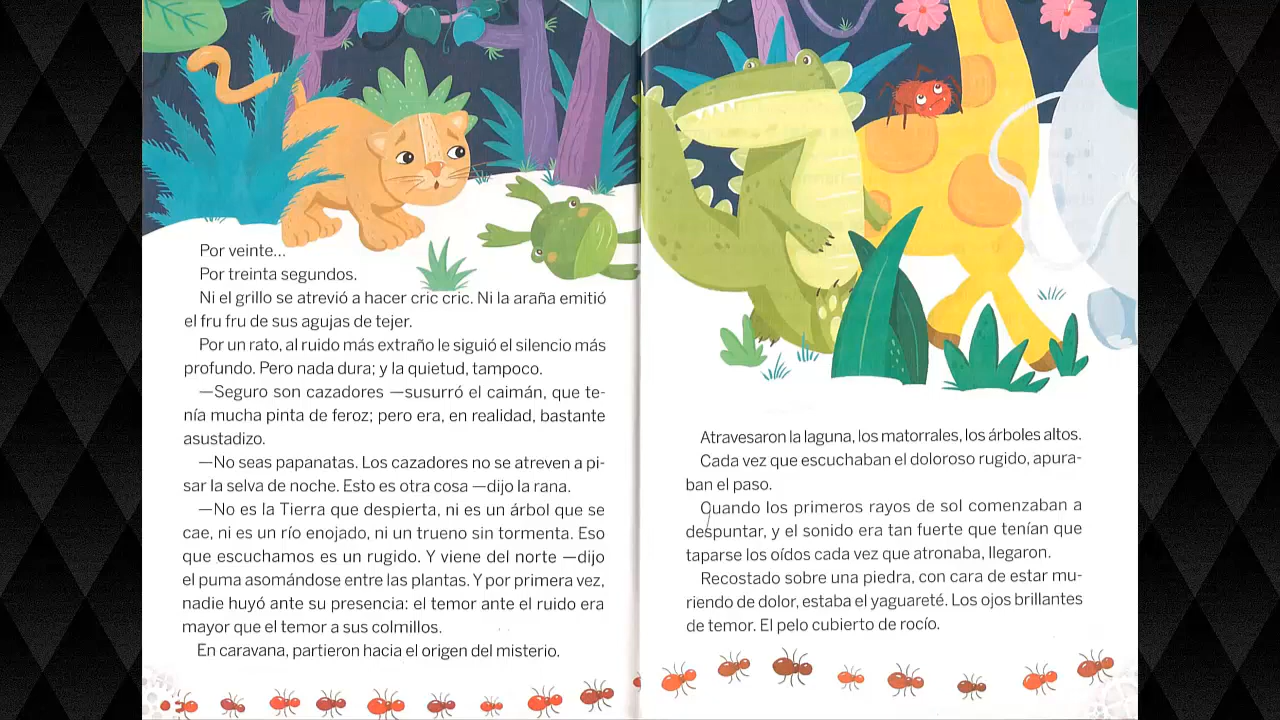 Por veinte...
Por treinta segundos.
Ni el grillo se atrevió a hacer cric cric. Ni la araña emitió
el fru fru de sus agujas de tejer.
Por un rato, al ruido más extraño le siguió el silencio más
profundo. Pero nada dura; y la quietud, tampoco.
—Seguro son cazadores —susurró el caimán, que te-
nía mucha pinta de feroz; pero era, en realidad, bastante
asustadizo.
—No seas papanatas. Los cazadores no se atreven a pi-
sar la selva de noche. Esto es otra cosa —dijo la rana.
—No es la Tierra que despierta, ni es un árbol que se
cae, ni es un río enojado, ni un trueno sin tormenta. Eso
que escuchamos es un rugido. Y viene del norte —dijo
el puma asomándose entre las plantas. Y por primera vez,
nadie huyó ante su presencia: el temor ante el ruido era
mayor que el temor a sus colmillos.
En caravana, partieron hacia el origen del misterio.
Atravesaron la laguna, los matorrales, los árboles altos.
Cada vez que escuchaban el doloroso rugido, apura-
ban el paso.
Cuando los primeros rayos de sol comenzaban a
despuntar, y el sonido era tan fuerte que tenían que
taparse los oídos cada vez que atronaba, llegaron.
Recostado sobre una piedra, con cara de estar mu-
riendo de dolor, estaba el yaguareté. Los ojos brillantes
de temor. El pelo cubierto de rocío.